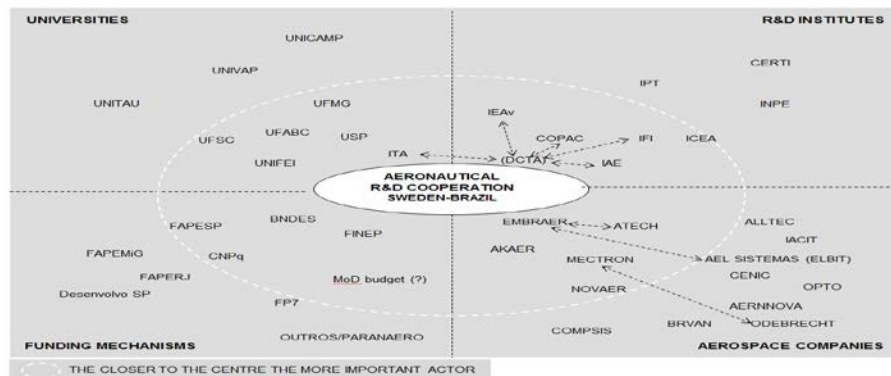 UNIVERSITIES
R&D INSTITUTES
UNICAMP
CERTI
UNIVAP
IPT
UNITAU
UFMG
INPE
IEAv
UFSC
UFABC
USP
COPAC
IFI
ICEA
UNIFEI
ITA
(DCTA)
IAE
AERONAUTICAL
R&D COOPERATION
SWEDEN-BRAZIL
FAPESP
BNDES
FINEP
EMBRAER
ATECH
ALLTEC
IACIT
FAPEMiG
CNPq
AKAER
MECTRON
AEL SISTEMAS (ELBIT)
FAPERJ
MoD budget (?)
CENIC
Desenvolvo SP
NOVAER
OPTO
FP7
AERNNOVA
OUTROS/PARANAERO
COMPSIS
BRVAN
ODEBRECHT
FUNDING MECHANISMS
AEROSPACE COMPANIES
THE CLOSER TO THE CENTRE THE MORE IMPORTANT ACTOR